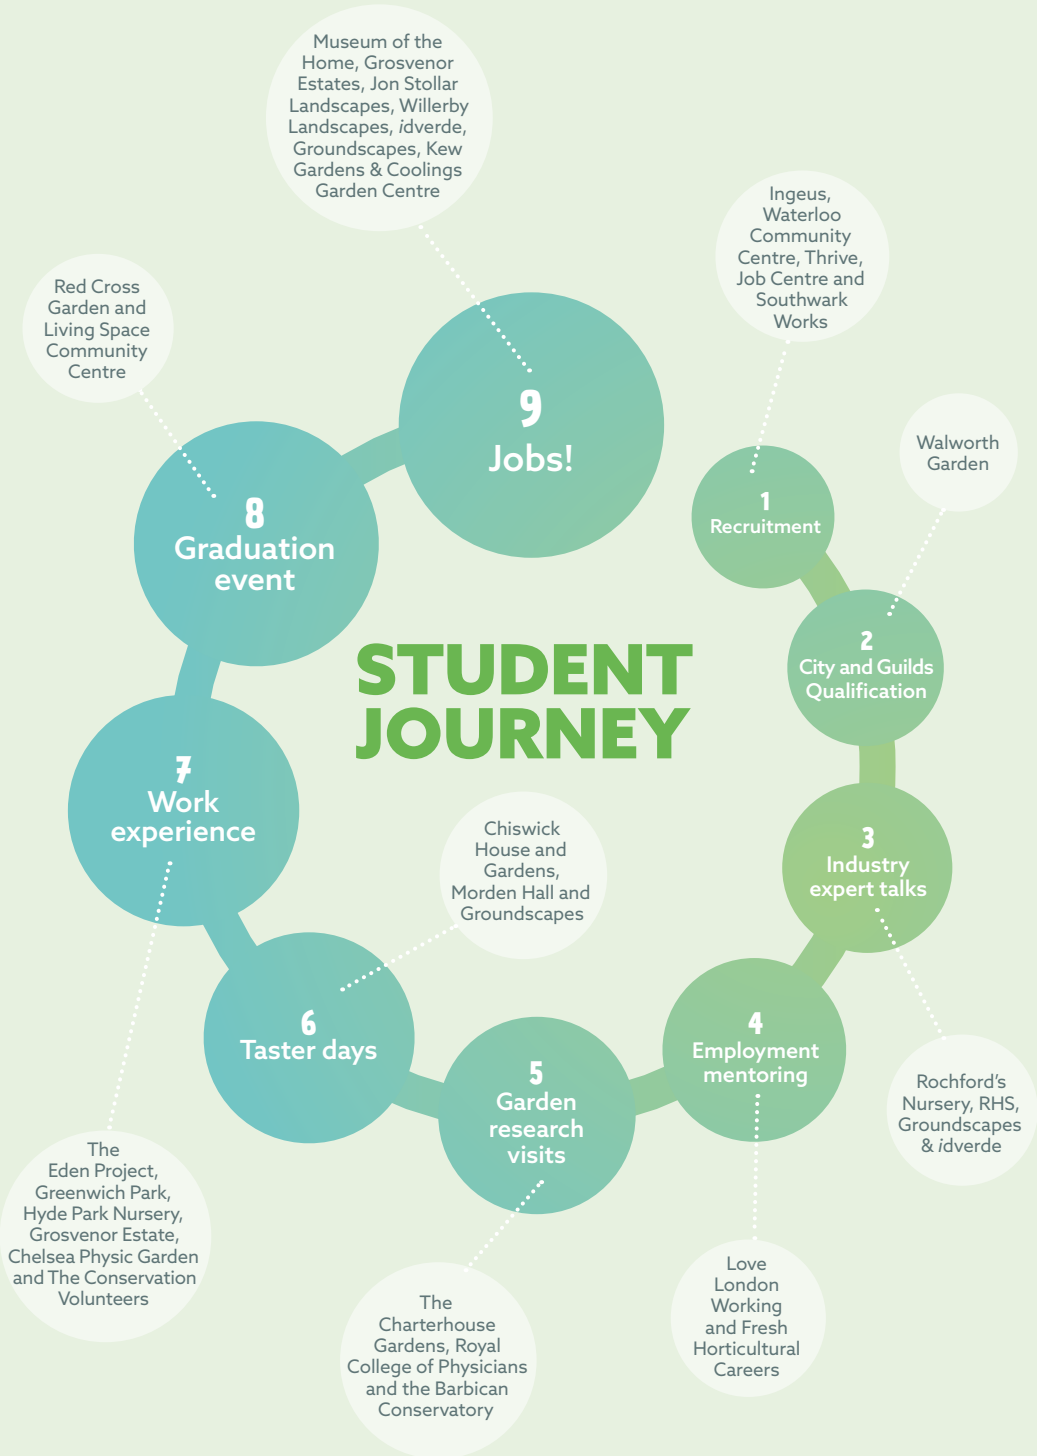 STUDENT
JOURNEY
1
Recruitment
Ingeus,
Waterloo
Community
Centre, Thrive,
Job Centre and
Southwark
Works
2
City and Guilds
Qualification
Walworth
Garden
3
Industry
expert talks
Rochford’s
Nursery, RHS,
Groundscapes
& idverde
4
Employment
mentoring
Love
London
Working
and Fresh
Horticultural
Careers
5
Garden
research
visits
The
Charterhouse
Gardens, Royal
College of Physicians
and the Barbican
Conservatory
6
Taster days
Chiswick
House and
Gardens,
Morden Hall and
Groundscapes
7
Work
experience
The
Eden Project,
Greenwich Park,
Hyde Park Nursery,
Grosvenor Estate,
Chelsea Physic Garden
and The Conservation
Volunteers
8
Graduation
event
Red Cross
Garden and
Living Space
Community
Centre
9
Jobs!
Museum of the
Home, Grosvenor
Estates, Jon Stollar
Landscapes, Willerby
Landscapes, idverde,
Groundscapes, Kew
Gardens & Coolings
Garden Centre